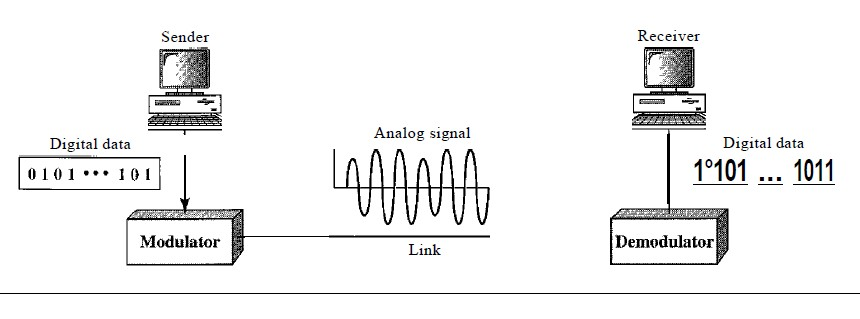 Sender
Receiver
Digital data
0101 ••• 101
Analog signal
Digital data
1°101 ... 1011
Modulator
Link
Demodulator